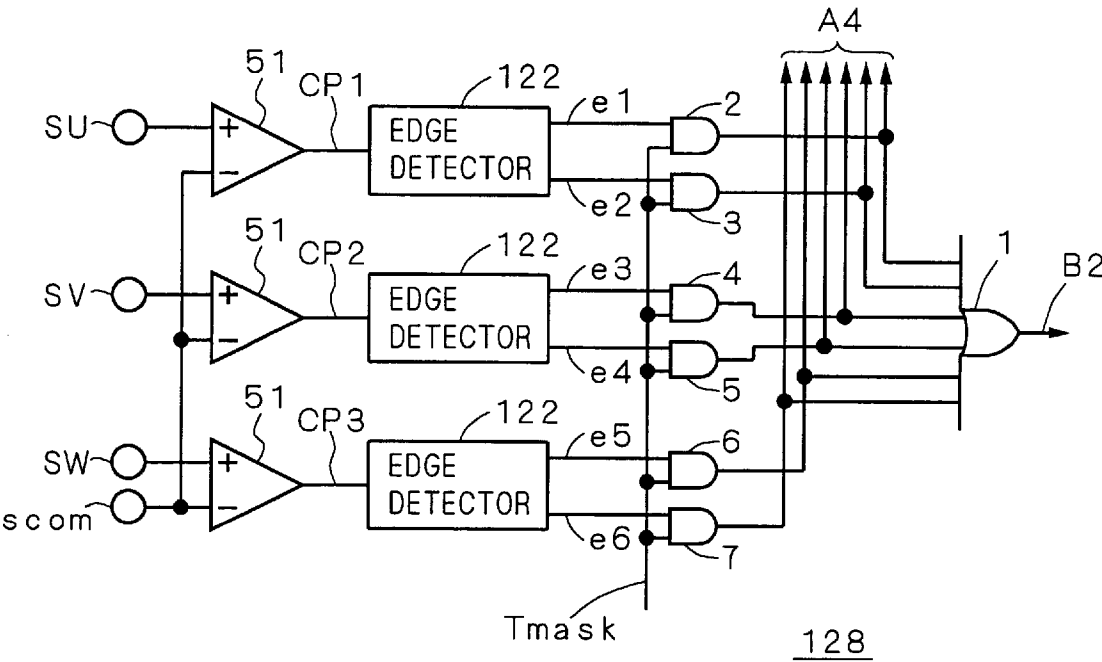 A4
51
CP1
122
e1
2
SU
+
−
EDGE
DETECTOR
e2
3
51
CP2
122
e3
4
1
B2
SV
+
−
EDGE
DETECTOR
e4
5
51
CP3
122
e5
6
SW
+
−
EDGE
DETECTOR
scom
e6
7
Tmask
128